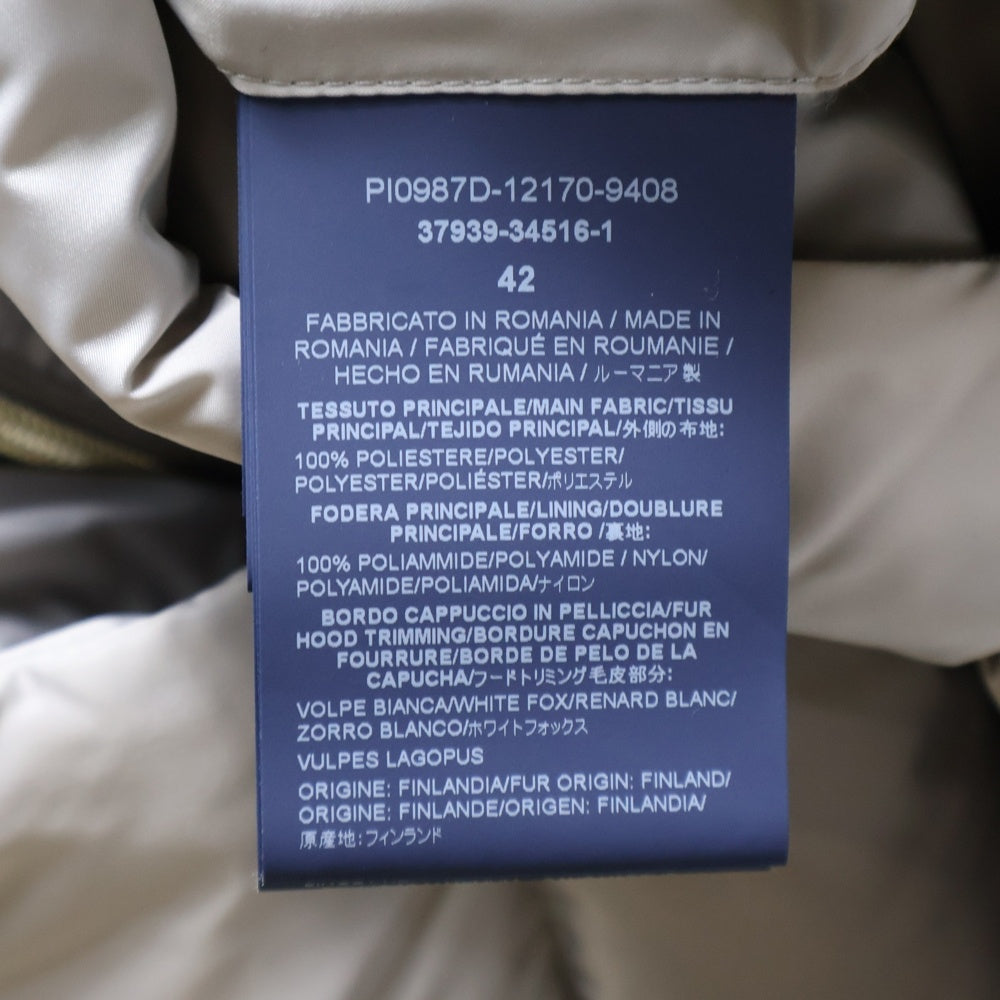 PI0987D-12170-9408
37939-34516-1
42
FABBRICATO IN ROMANIA / MADE IN
ROMANIA / FABRIQUÉ EN ROUMANIE /
HECHO EN RUMANIA / ルーマニア製
TESSUTO PRINCIPALE/MAIN FABRIC/TISSU
PRINCIPAL/TEJIDO PRINCIPAL/外側の布地:
100% POLIESTERE/POLYESTER/
POLYESTER/POLIÉSTER/ポリエステル
FODERA PRINCIPALE/LINING/DOUBLURE
PRINCIPALE/FORRO /裏地:
100% POLIAMMIDE/POLYAMIDE / NYLON/
POLYAMIDE/POLIAMIDA/ナイロン
BORDO CAPPUCCIO IN PELLICCIA/FUR
HOOD TRIMMING/BORDURE CAPUCHON EN
FOURRURE/BORDE DE PELO DE LA
CAPUCHA/フードトリミング毛皮部分:
VOLPE BIANCA/WHITE FOX/RENARD BLANC/
ZORRO BLANCO/ホワイトフォックス
VULPES LAGOPUS
ORIGINE: FINLANDIA/FUR ORIGIN: FINLAND/
ORIGINE: FINLANDE/ORIGEN: FINLANDIA/
原産地:フィンランド